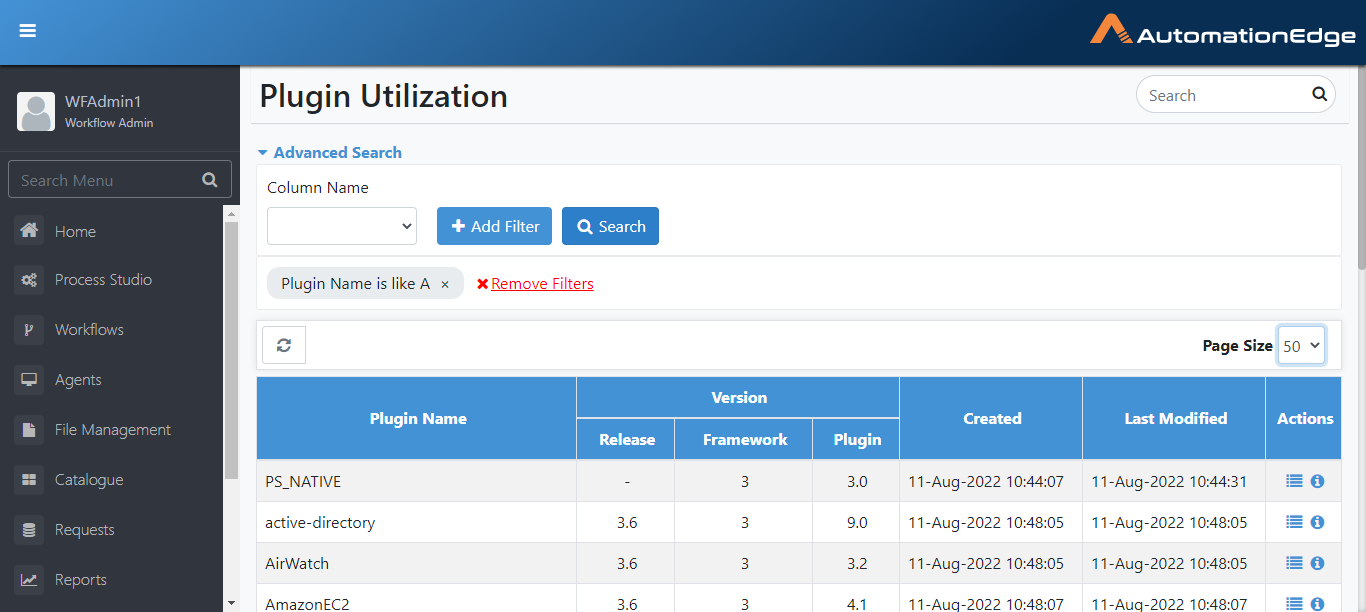 AutomationEdge
WFAdmin1
Workflow Admin
Search Menu
Home
Process Studio
Workflows
Agents
File Management
Catalogue
Requests
Reports
Plugin Utilization
Search
Advanced Search
Column Name
Add Filter
Search
Plugin Name is like A ×
Remove Filters
Page Size 50
Plugin Name Version Created Last Modified Actions
Release Framework Plugin
PS_NATIVE - 3 3.0 11-Aug-2022 10:44:07 11-Aug-2022 10:44:31
active-directory 3.6 3 9.0 11-Aug-2022 10:48:05 11-Aug-2022 10:48:05
AirWatch 3.6 3 3.2 11-Aug-2022 10:48:05 11-Aug-2022 10:48:05
AmazonEC2 3.6 3 4.1 11-Aug-2022 10:48:07 11-Aug-2022 10:48:07